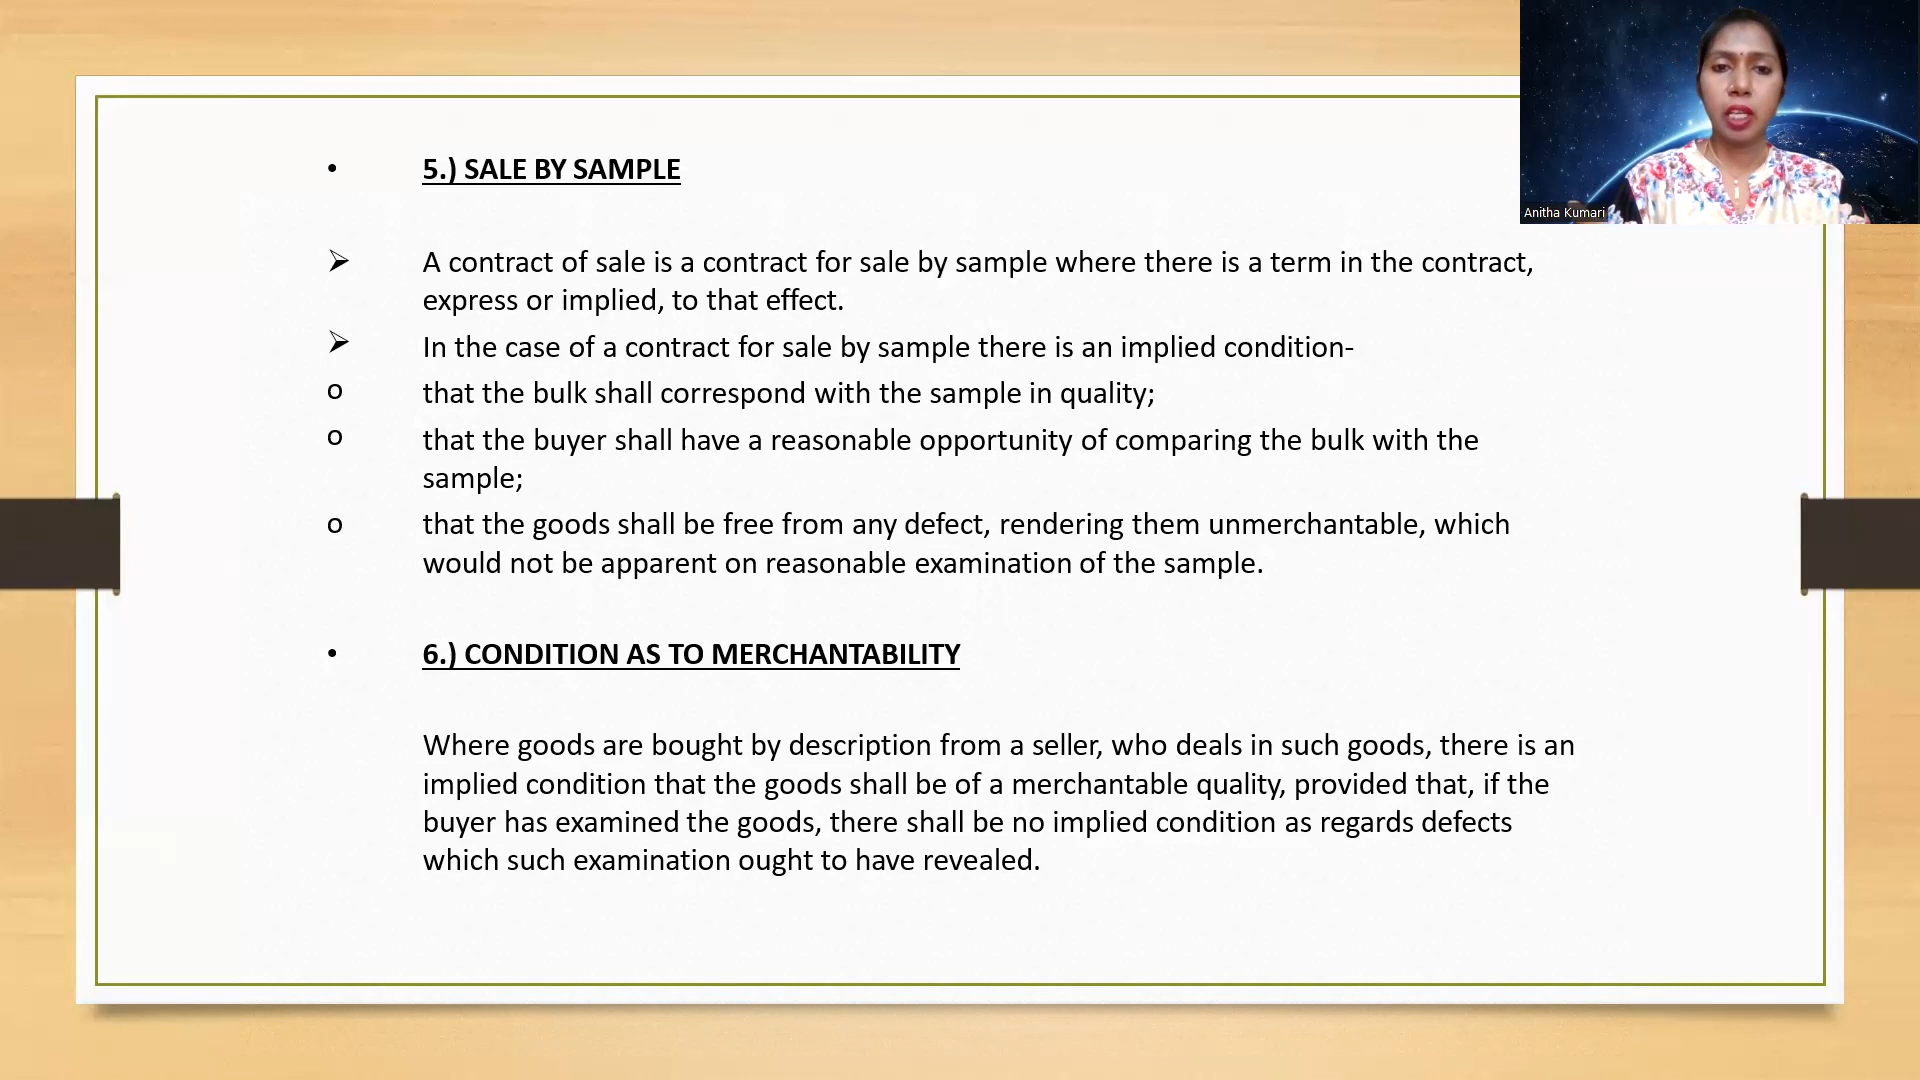 • 5.) SALE BY SAMPLE
➢ A contract of sale is a contract for sale by sample where there is a term in the contract,
express or implied, to that effect.
➢ In the case of a contract for sale by sample there is an implied condition-
o that the bulk shall correspond with the sample in quality;
o that the buyer shall have a reasonable opportunity of comparing the bulk with the
sample;
o that the goods shall be free from any defect, rendering them unmerchantable, which
would not be apparent on reasonable examination of the sample.
• 6.) CONDITION AS TO MERCHANTABILITY
Where goods are bought by description from a seller, who deals in such goods, there is an
implied condition that the goods shall be of a merchantable quality, provided that, if the
buyer has examined the goods, there shall be no implied condition as regards defects
which such examination ought to have revealed.
Anitha Kumari